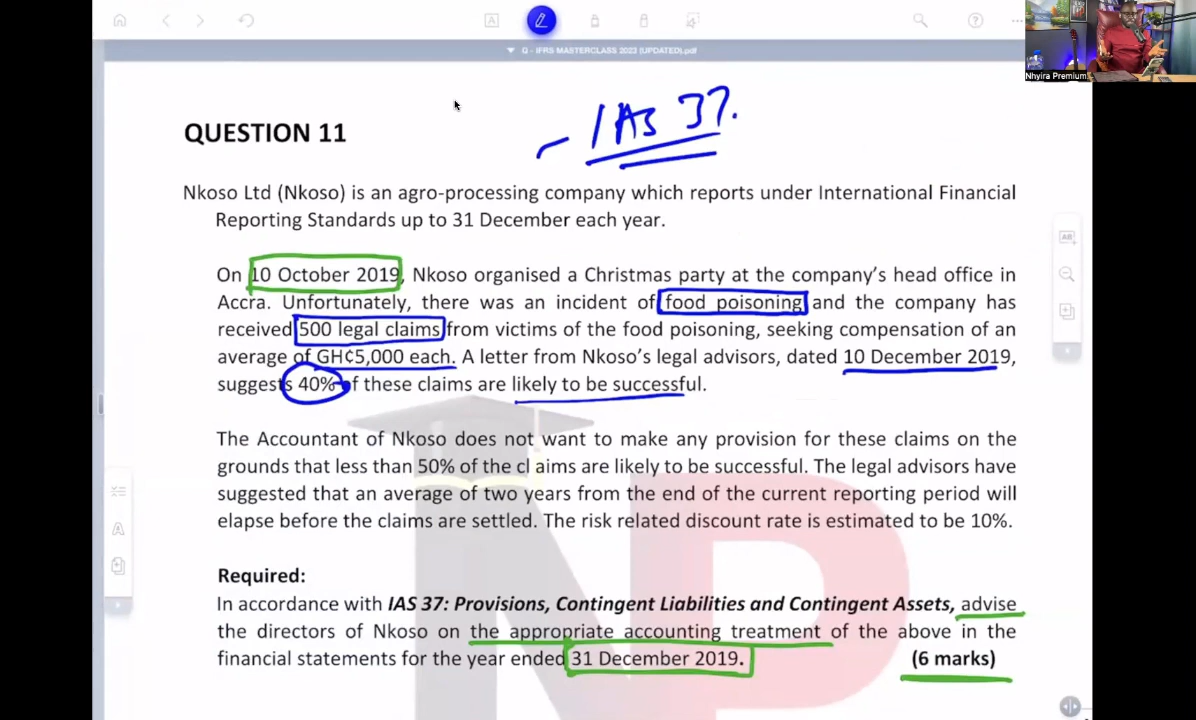 Q - IFRS MASTERCLASS 2023 (UPDATED).pdf
Nhyira Premium
IAS 37.
QUESTION 11
Nkoso Ltd (Nkoso) is an agro-processing company which reports under International Financial
Reporting Standards up to 31 December each year.
On 10 October 2019, Nkoso organised a Christmas party at the company's head office in
Accra. Unfortunately, there was an incident of food poisoning and the company has
received 500 legal claims from victims of the food poisoning, seeking compensation of an
average of GH¢5,000 each. A letter from Nkoso's legal advisors, dated 10 December 2019,
suggests 40% of these claims are likely to be successful.
The Accountant of Nkoso does not want to make any provision for these claims on the
grounds that less than 50% of the cl aims are likely to be successful. The legal advisors have
suggested that an average of two years from the end of the current reporting period will
elapse before the claims are settled. The risk related discount rate is estimated to be 10%.
Required:
In accordance with IAS 37: Provisions, Contingent Liabilities and Contingent Assets, advise
the directors of Nkoso on the appropriate accounting treatment of the above in the
financial statements for the year ended 31 December 2019. (6 marks)
NP